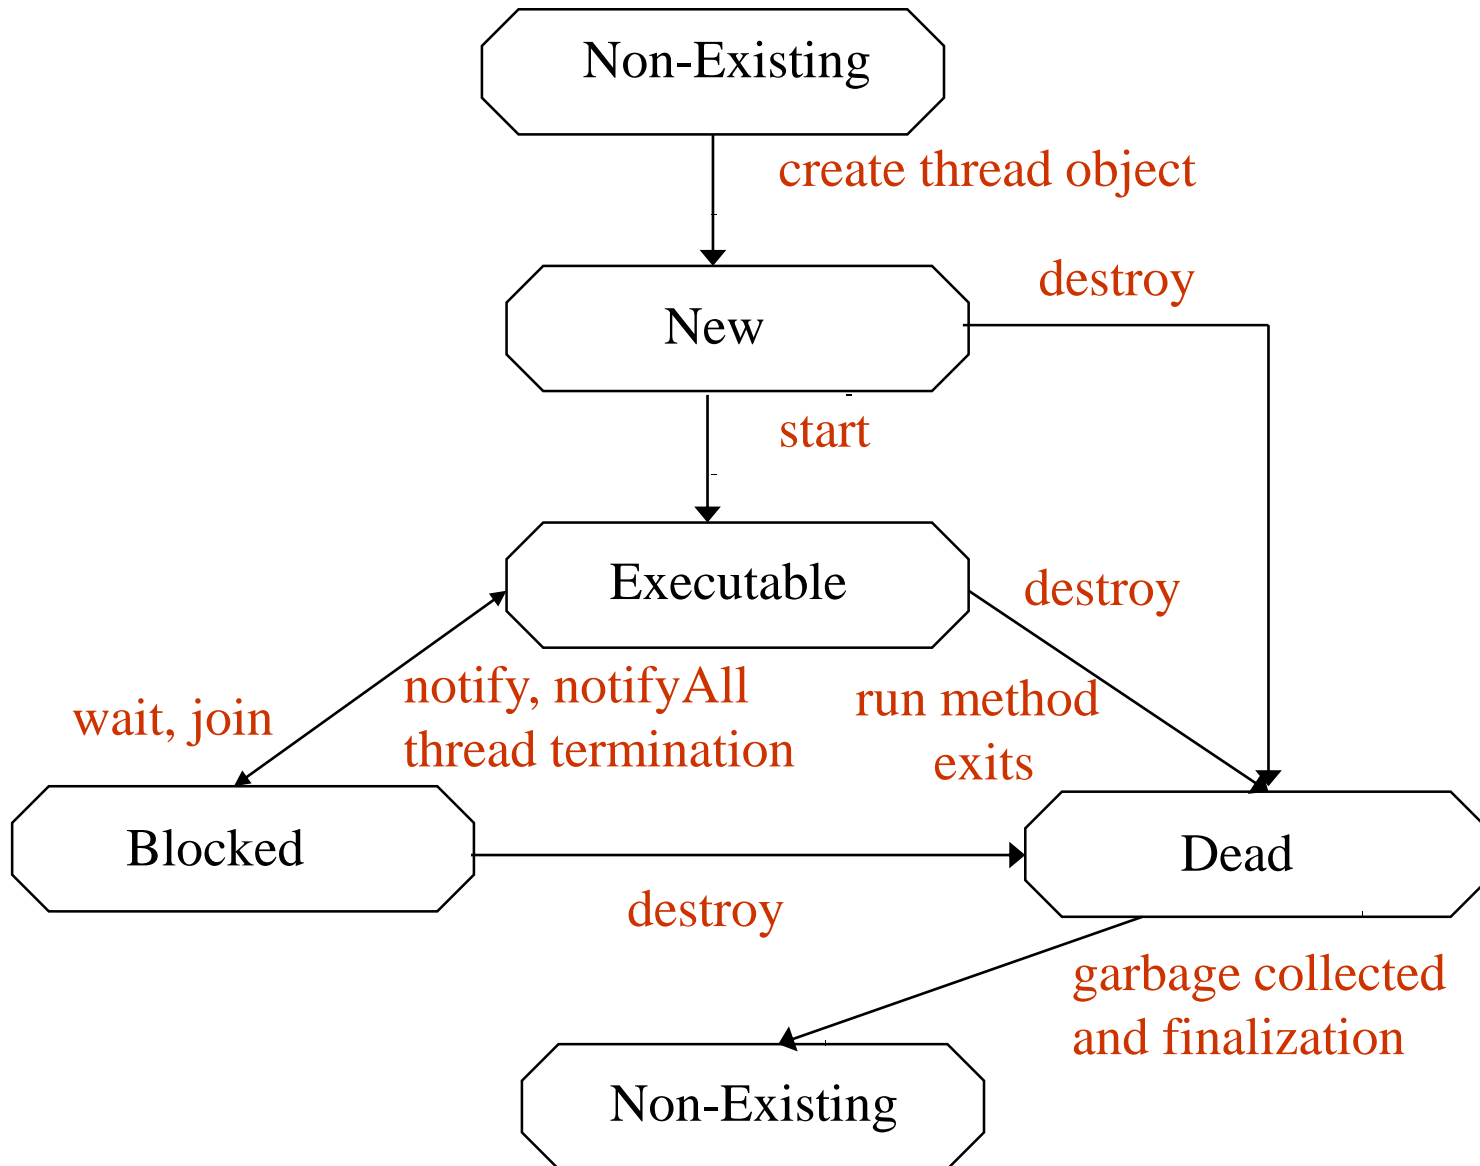 Non-Existing
create thread object
destroy
New
start
Executable
destroy
notify, notifyAll
thread termination
wait, join
run method
exits
Blocked
Dead
destroy
garbage collected
and finalization
Non-Existing